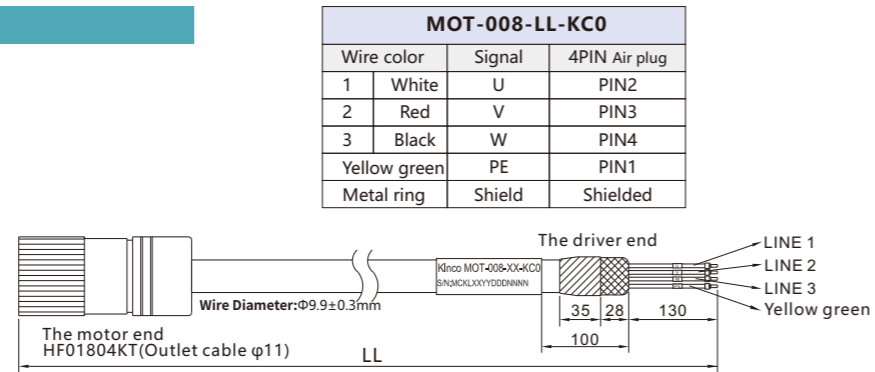 MOT-008-LL-KC0
Wire color Signal 4PIN Air plug
1 White U PIN2
2 Red V PIN3
3 Black W PIN4
Yellow green PE PIN1
Metal ring Shield Shielded
The driver end
LINE 1
LINE 2
LINE 3
Yellow green
KInco MOT-008-XX-KC0
S/N:MCKLXXYYDDDNNNN
Wire Diameter:Φ9.9±0.3mm
35 28 130
100
The motor end
HF01804KT(Outlet cable φ11)
LL